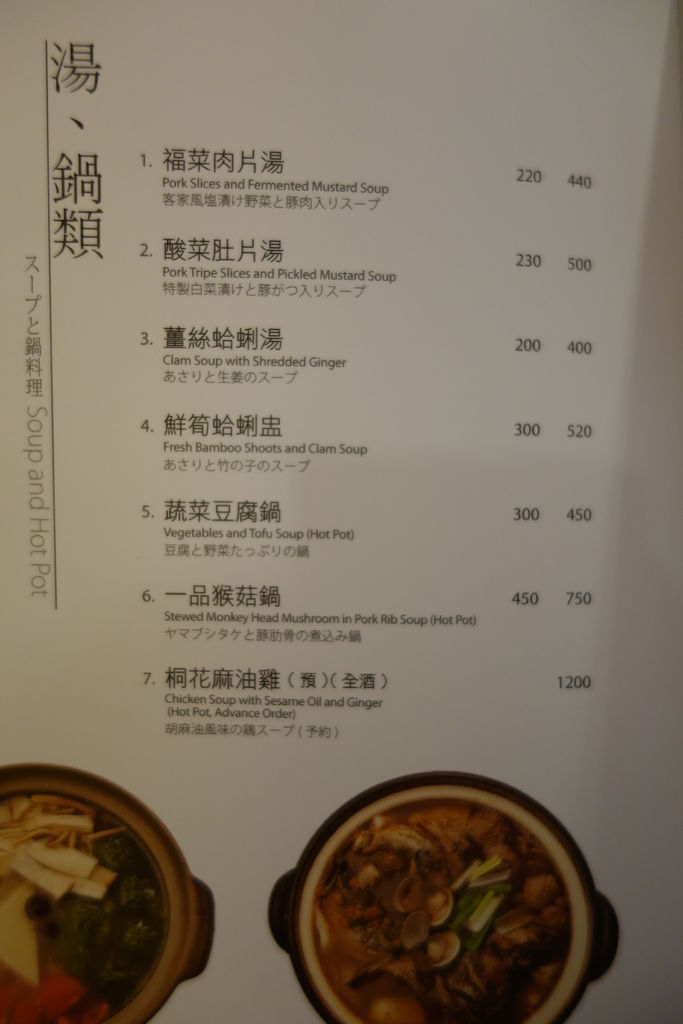 湯、鍋類
スープと鍋料理 Soup and Hot Pot
1. 福菜肉片湯 220 440
Pork Slices and Fermented Mustard Soup
客家風塩漬け野菜と豚肉入りスープ
2. 酸菜肚片湯 230 500
Pork Tripe Slices and Pickled Mustard Soup
特製白菜漬けと豚がつ入りスープ
3. 薑絲蛤蜊湯 200 400
Clam Soup with Shredded Ginger
あさりと生姜のスープ
4. 鮮筍蛤蜊盅 300 520
Fresh Bamboo Shoots and Clam Soup
あさりと竹の子のスープ
5. 蔬菜豆腐鍋 300 450
Vegetables and Tofu Soup (Hot Pot)
豆腐と野菜たっぷりの鍋
6. 一品猴菇鍋 450 750
Stewed Monkey Head Mushroom in Pork Rib Soup (Hot Pot)
ヤマブシタケと豚肋骨の煮込み鍋
7. 桐花麻油雞 ( 預 )( 全酒 ) 1200
Chicken Soup with Sesame Oil and Ginger
(Hot Pot, Advance Order)
胡麻油風味の鶏スープ ( 予約 )